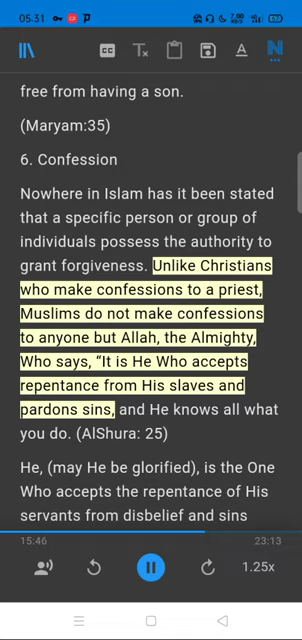 05.31
7,00
KB/S
4G
free from having a son.
(Maryam:35)
6. Confession
Nowhere in Islam has it been stated
that a specific person or group of
individuals possess the authority to
grant forgiveness. Unlike Christians
who make confessions to a priest,
Muslims do not make confessions
to anyone but Allah, the Almighty,
Who says, “It is He Who accepts
repentance from His slaves and
pardons sins, and He knows all what
you do. (AlShura: 25)
He, (may He be glorified), is the One
Who accepts the repentance of His
servants from disbelief and sins
15:46
23:13
1.25x